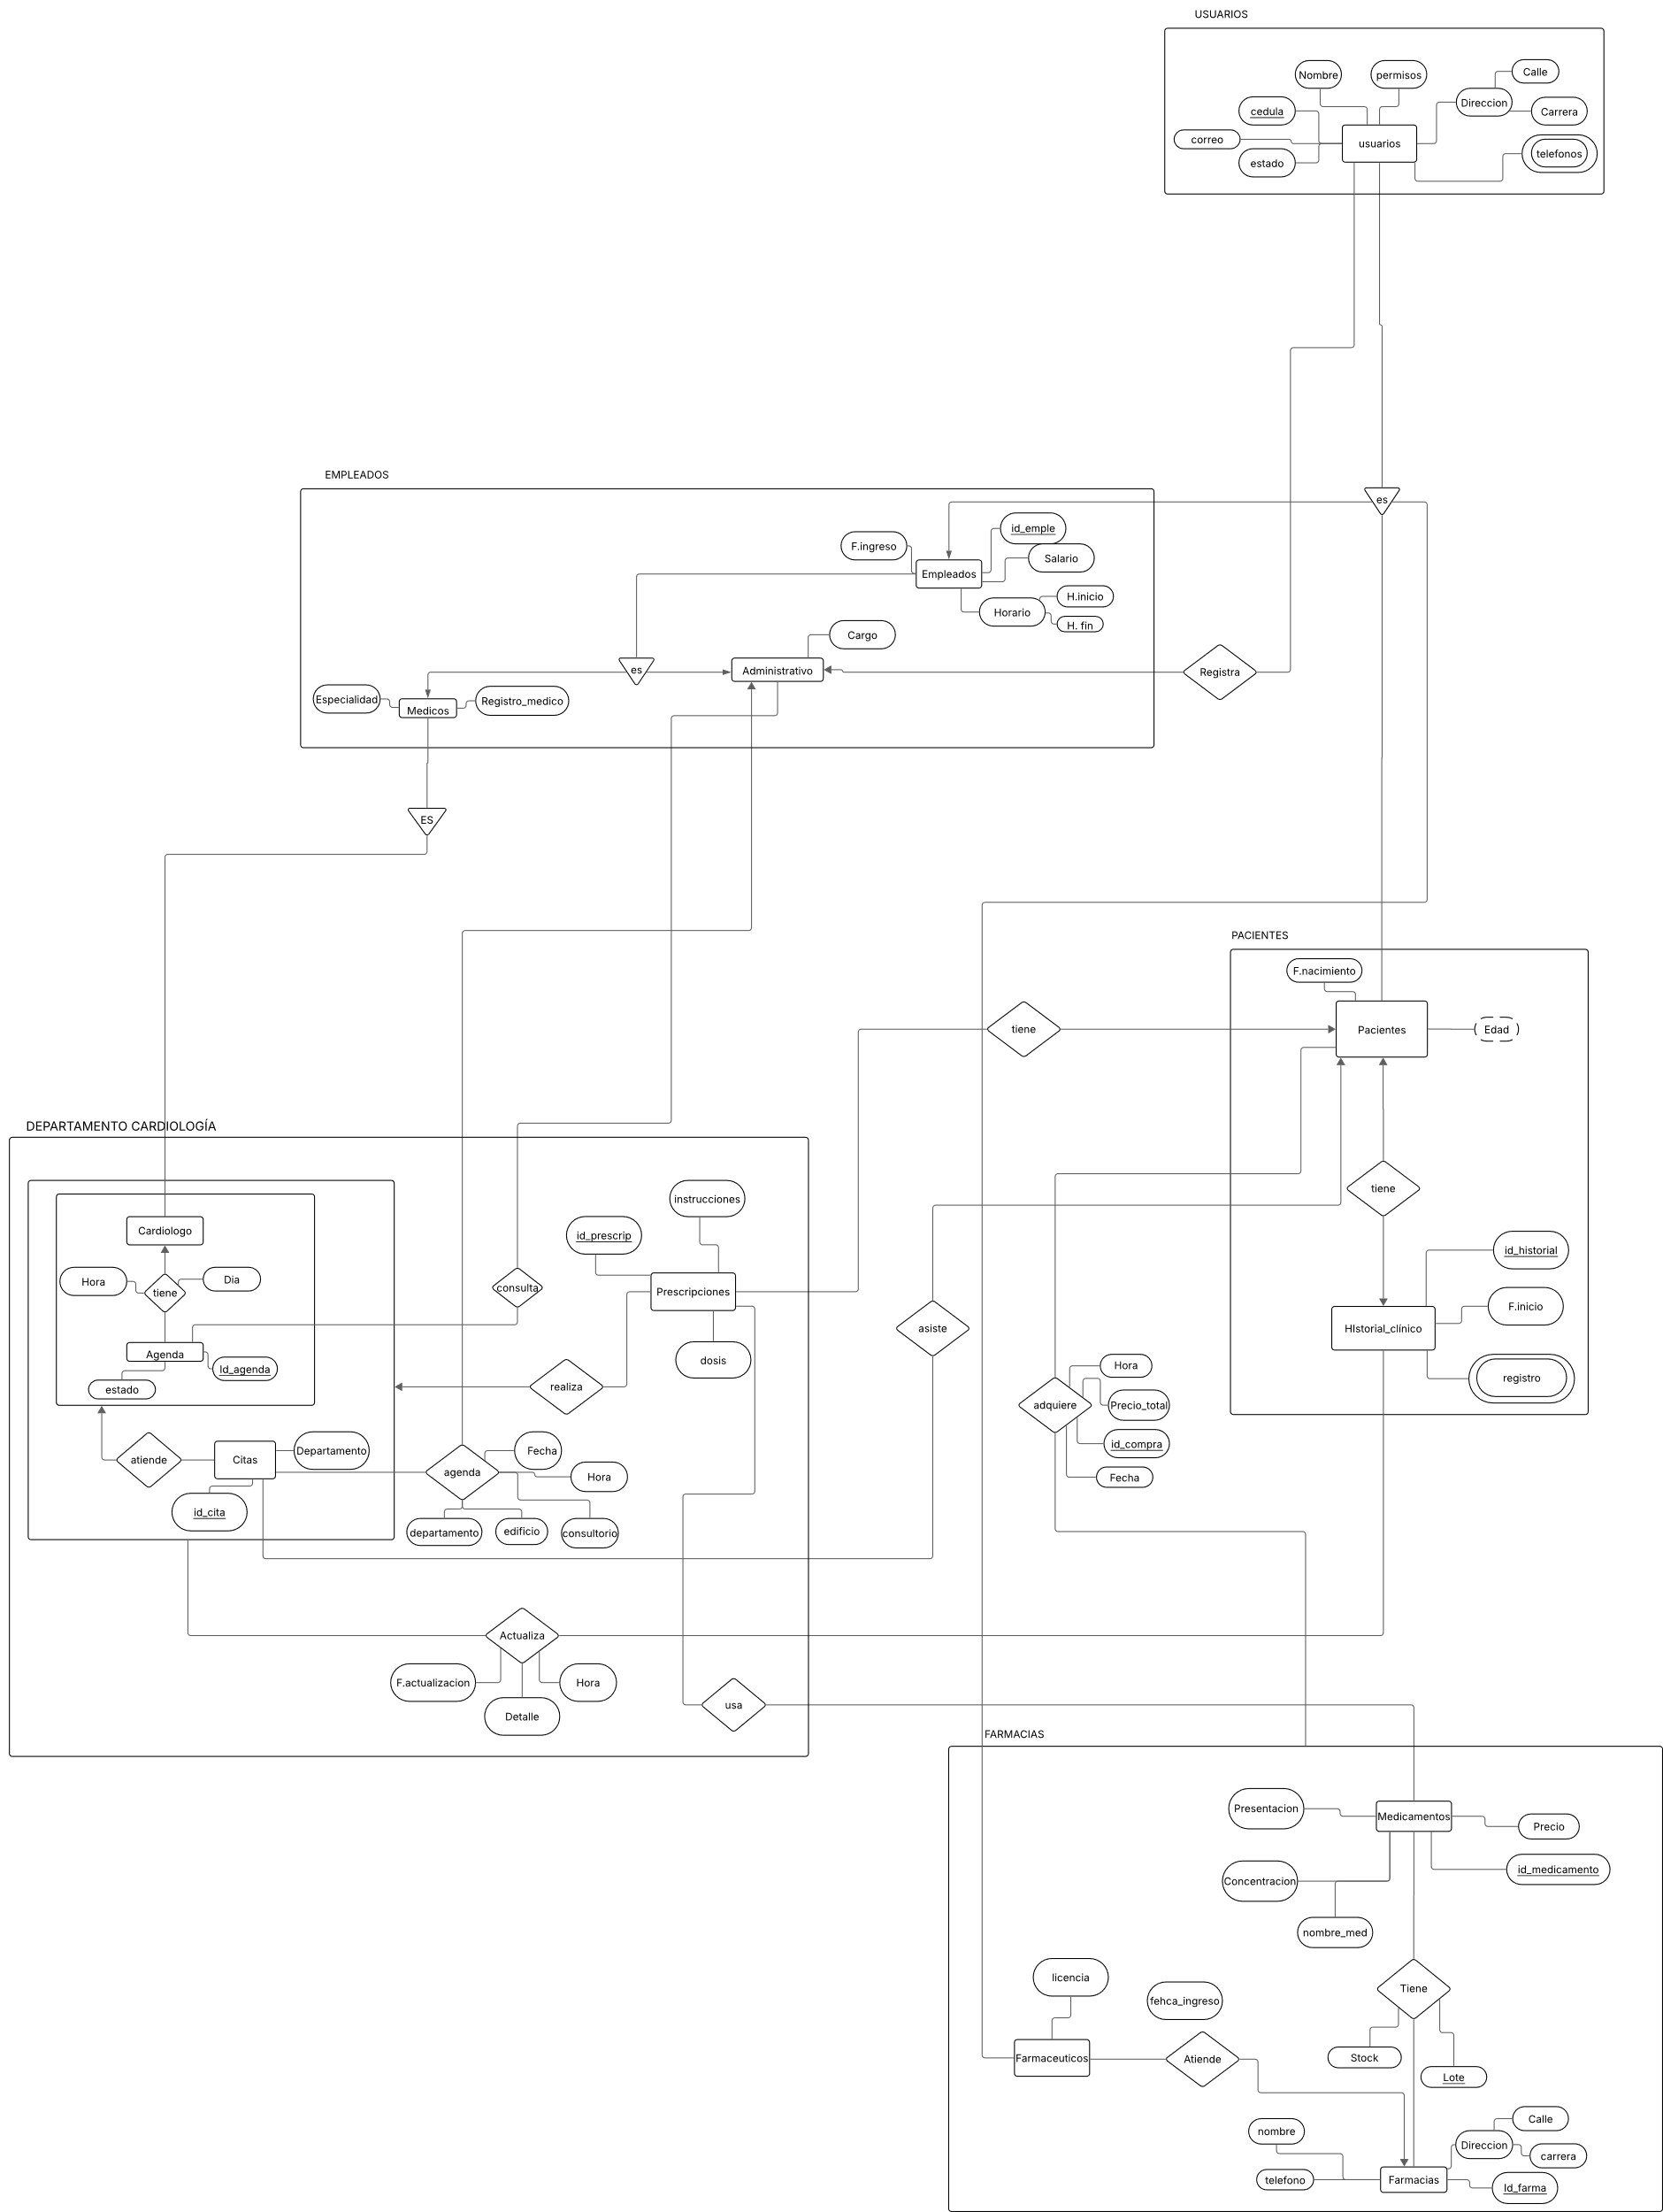 USUARIOS
Nombre
permisos
Calle
Direccion
cedula
Carrera
correo
usuarios
estado
telefonos
EMPLEADOS
es
id_emple
F.ingreso
Salario
Empleados
H.inicio
Horario
H. fin
Cargo
es
Administrativo
Registra
Especialidad
Registro_medico
Medicos
ES
PACIENTES
F.nacimiento
tiene
Pacientes
Edad
DEPARTAMENTO CARDIOLOGÍA
tiene
instrucciones
Cardiologo
id_prescrip
id_historial
Hora
Dia
tiene
consulta
Prescripciones
F.inicio
asiste
HIstorial_clínico
Agenda
Id_agenda
dosis
Hora
estado
realiza
registro
adquiere
Precio_total
id_compra
Departamento
Fecha
atiende
Citas
agenda
Hora
Fecha
id_cita
departamento
edificio
consultorio
Actualiza
F.actualizacion
Hora
Detalle
usa
FARMACIAS
Presentacion
Medicamentos
Precio
id_medicamento
Concentracion
nombre_med
licencia
Tiene
fehca_ingreso
Farmaceuticos
Atiende
Stock
Lote
Calle
nombre
Direccion
carrera
telefono
Farmacias
Id_farma